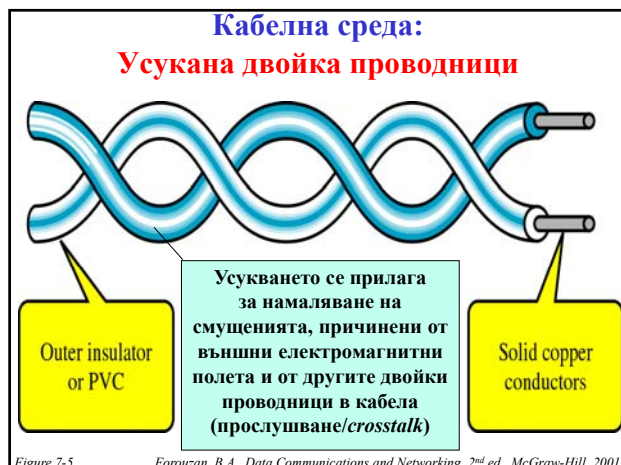 Кабелна среда:
Усукана двойка проводници
Усукването се прилага
за намаляване на
смущенията, причинени от
външни електромагнитни
полета и от другите двойки
проводници в кабела
(прослушване/crosstalk)
Outer insulator
or PVC
Solid copper
conductors
Figure 7-5 Forouzan, B.A., Data Communications and Networking, 2nd ed., McGraw-Hill, 2001